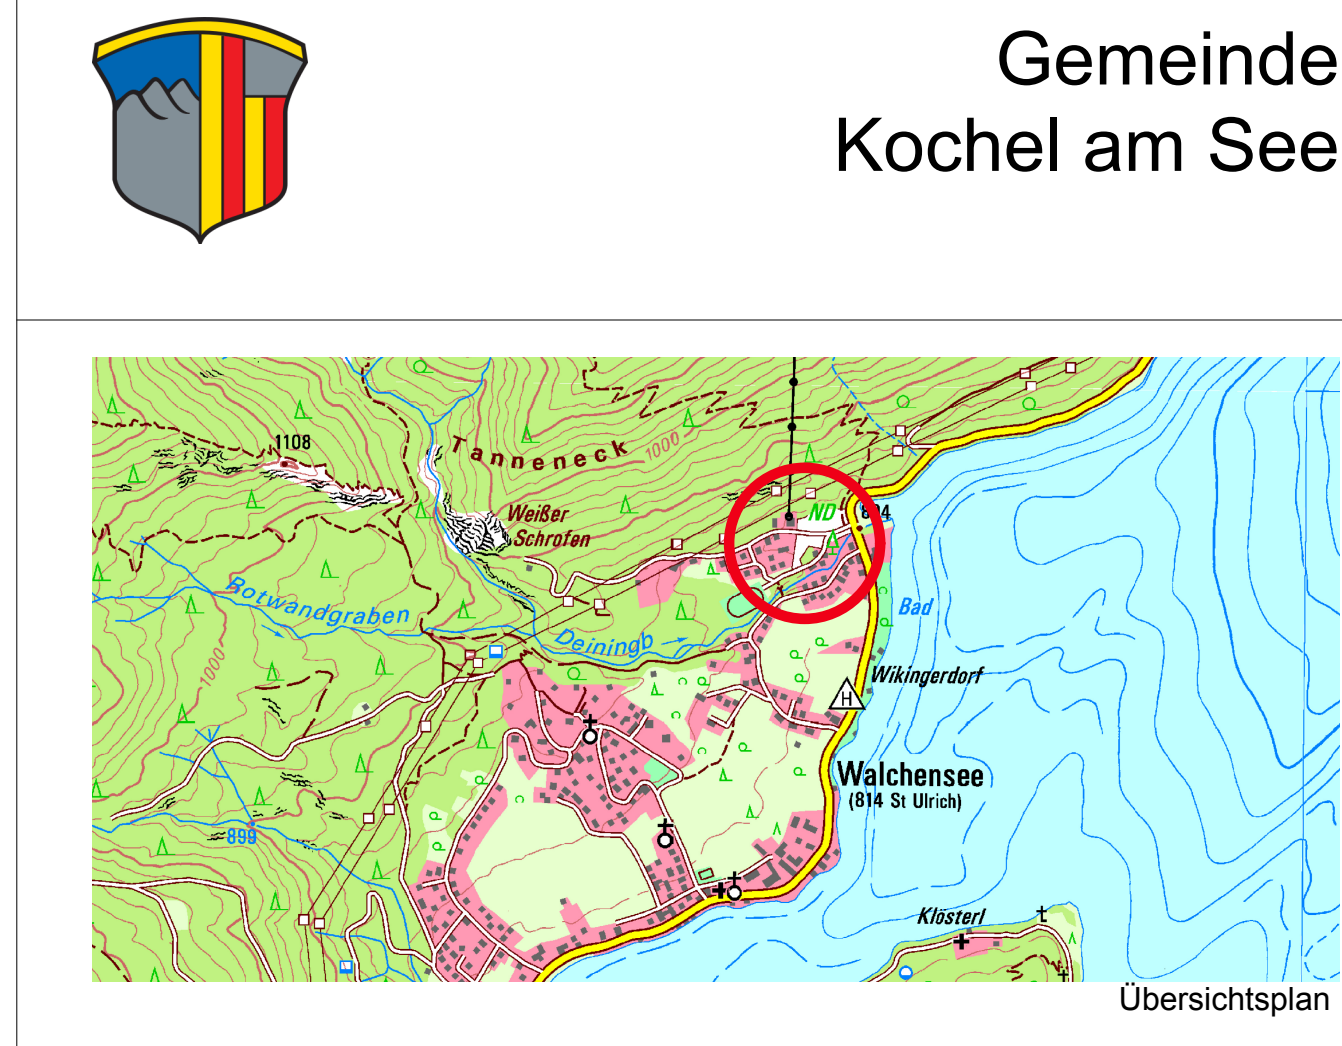 Gemeinde
Kochel am See
1108
Tanneneck
1000
Weißer
Schrofen
ND
Rotwandgraben
Deiningb
Bad
1000
Wikingerdorf
H
Walchensee
(814 St Ulrich)
899
Klösterl
Übersichtsplan